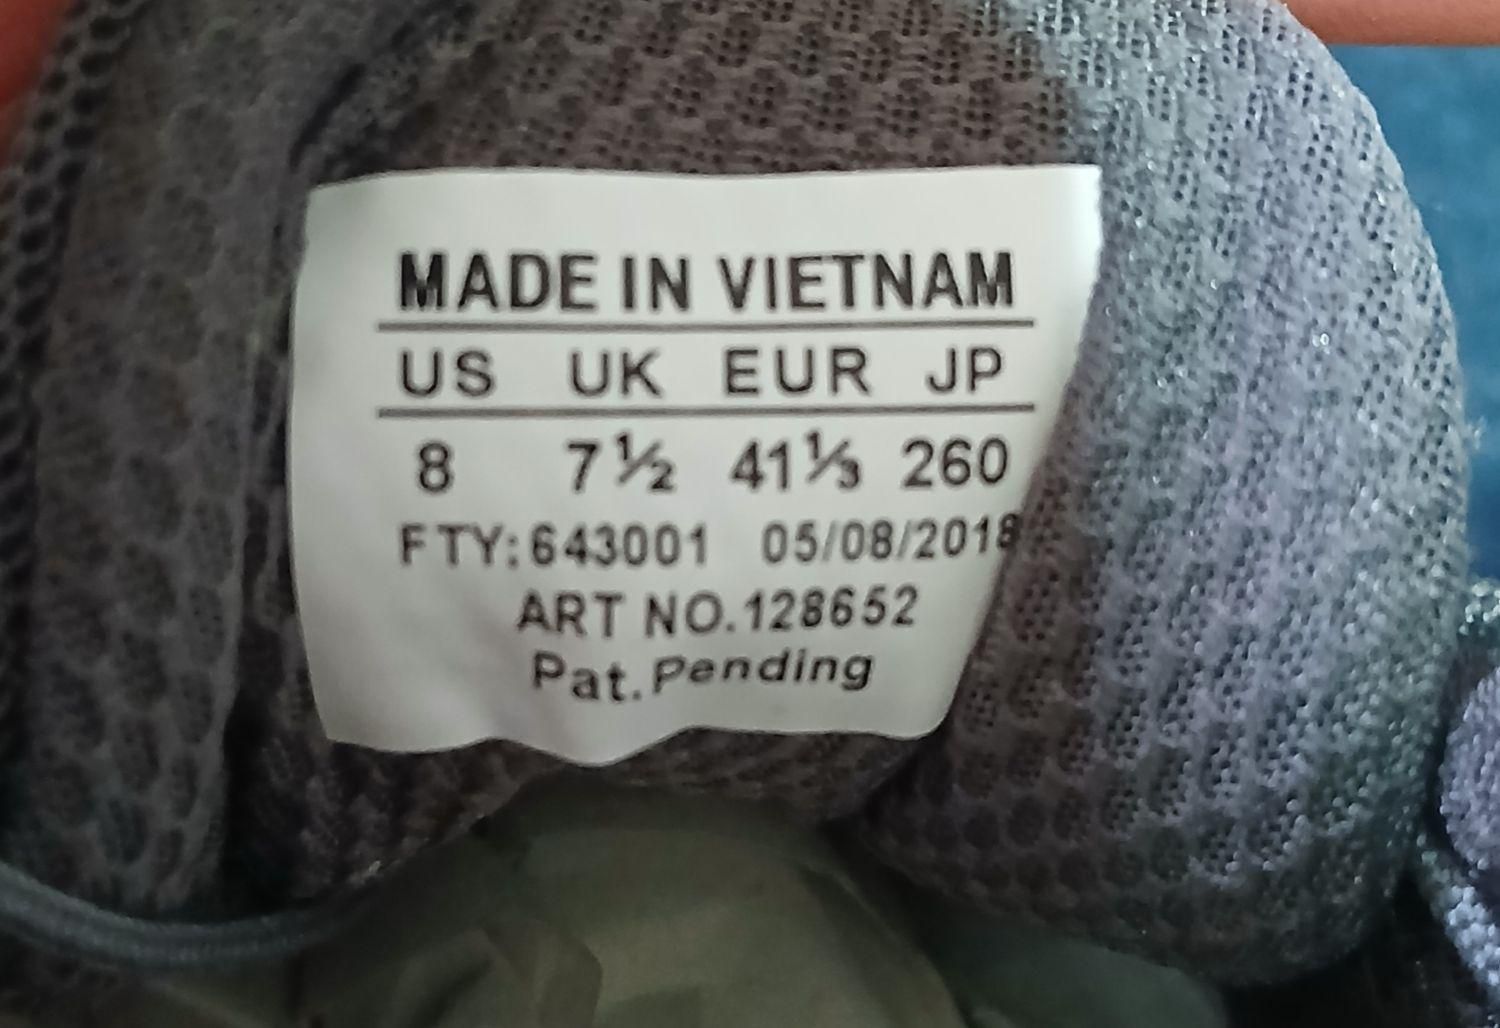 MADE IN VIETNAM
US UK EUR JP
8 7½ 41⅓ 260
FTY:643001 05/08/2018
ART NO.128652
Pat.Pending